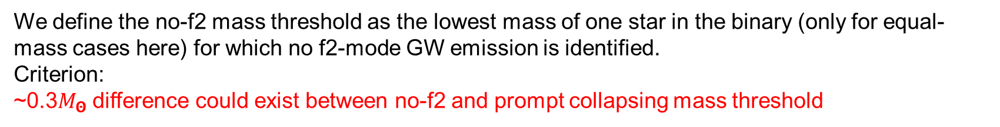 We define the no-f2 mass threshold as the lowest mass of one star in the binary (only for equal-
mass cases here) for which no f2-mode GW emission is identified.
Criterion:
~0.3M⊙ difference could exist between no-f2 and prompt collapsing mass threshold